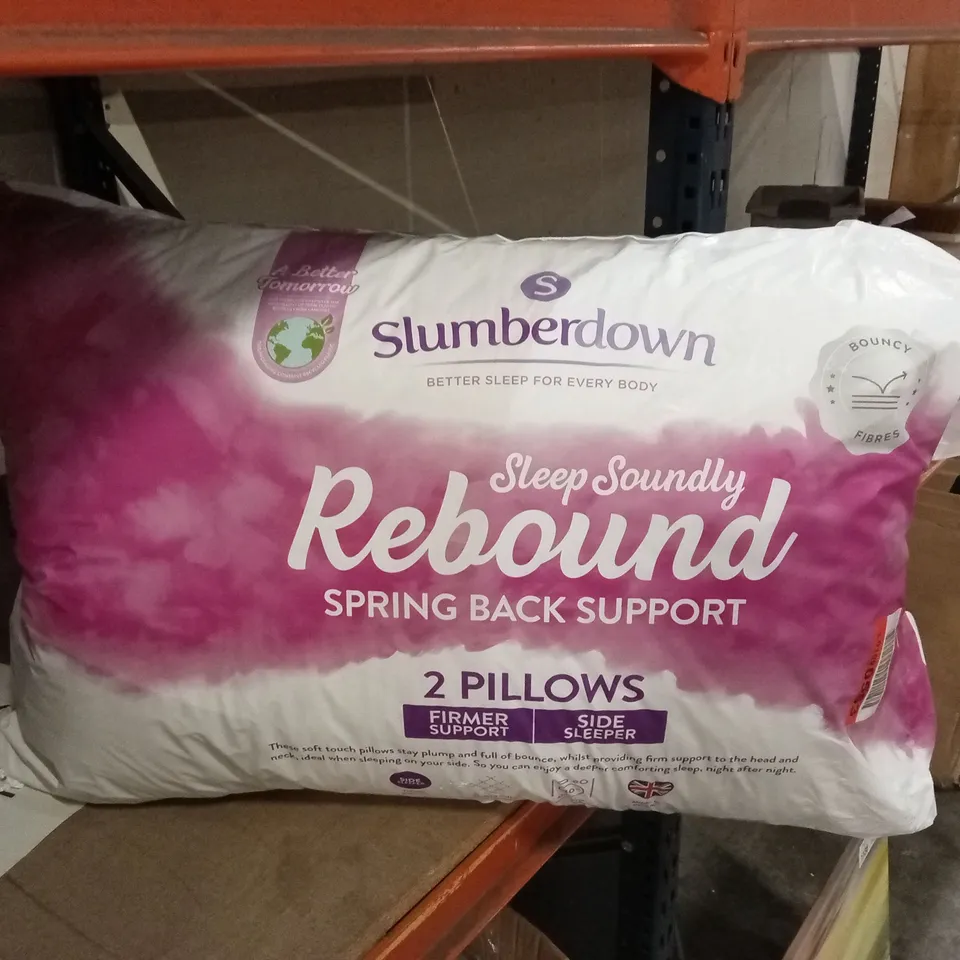 A Better
Tomorrow
S
Slumberdown
BETTER SLEEP FOR EVERY BODY
BOUNCY
FIBRES
Sleep Soundly
Rebound
SPRING BACK SUPPORT
2 PILLOWS
FIRMER
SUPPORT
SIDE
SLEEPER
These soft touch pillows stay plump and full of bounce, whilst providing firm support to the head and
neck, ideal when sleeping on your side. So you can enjoy a deeper comforting sleep, night after night.
SIDE